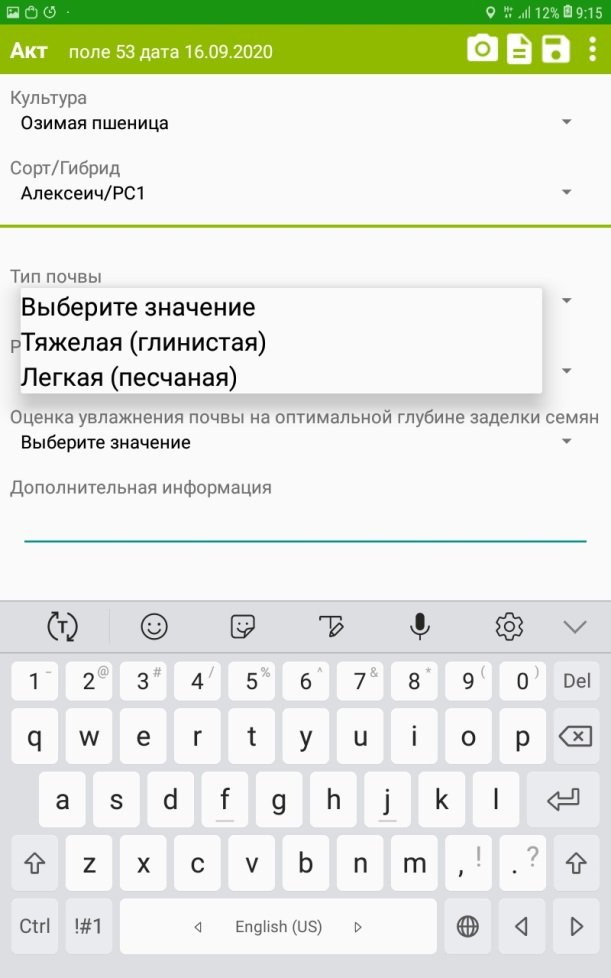 12% 9:15
Акт поле 53 дата 16.09.2020
Культура
Озимая пшеница
Сорт/Гибрид
Алексеич/РС1
Тип почвы
Выберите значение
Р
Тяжелая (глинистая)
Легкая (песчаная)
Оценка увлажнения почвы на оптимальной глубине заделки семян
Выберите значение
Дополнительная информация
T T
1 - 2 @ 3 # 4 / 5 % 6 ^ 7 & 8 * 9 ( 0 ) Del
q w e r t y u i o p
a s d f g h j k l
z x c v b n m , ! . ?
Ctrl !#1 English (US)